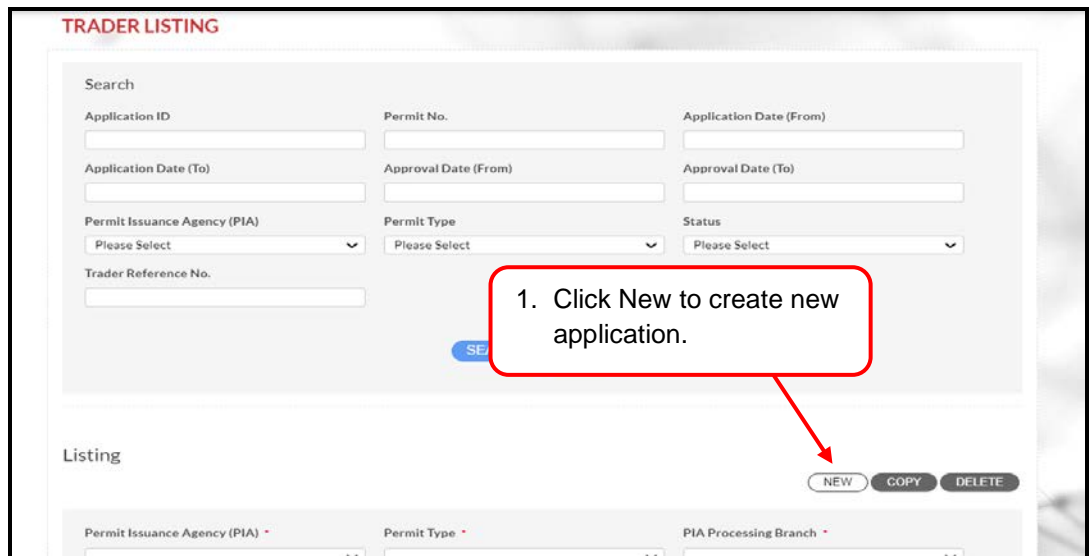 TRADER LISTING
Search
Application ID Permit No. Application Date (From)
Application Date (To) Approval Date (From) Approval Date (To)
Permit Issuance Agency (PIA) Permit Type Status
Please Select Please Select Please Select
Trader Reference No.
1. Click New to create new
application.
Listing
NEW COPY DELETE
Permit Issuance Agency (PIA) * Permit Type * PIA Processing Branch *